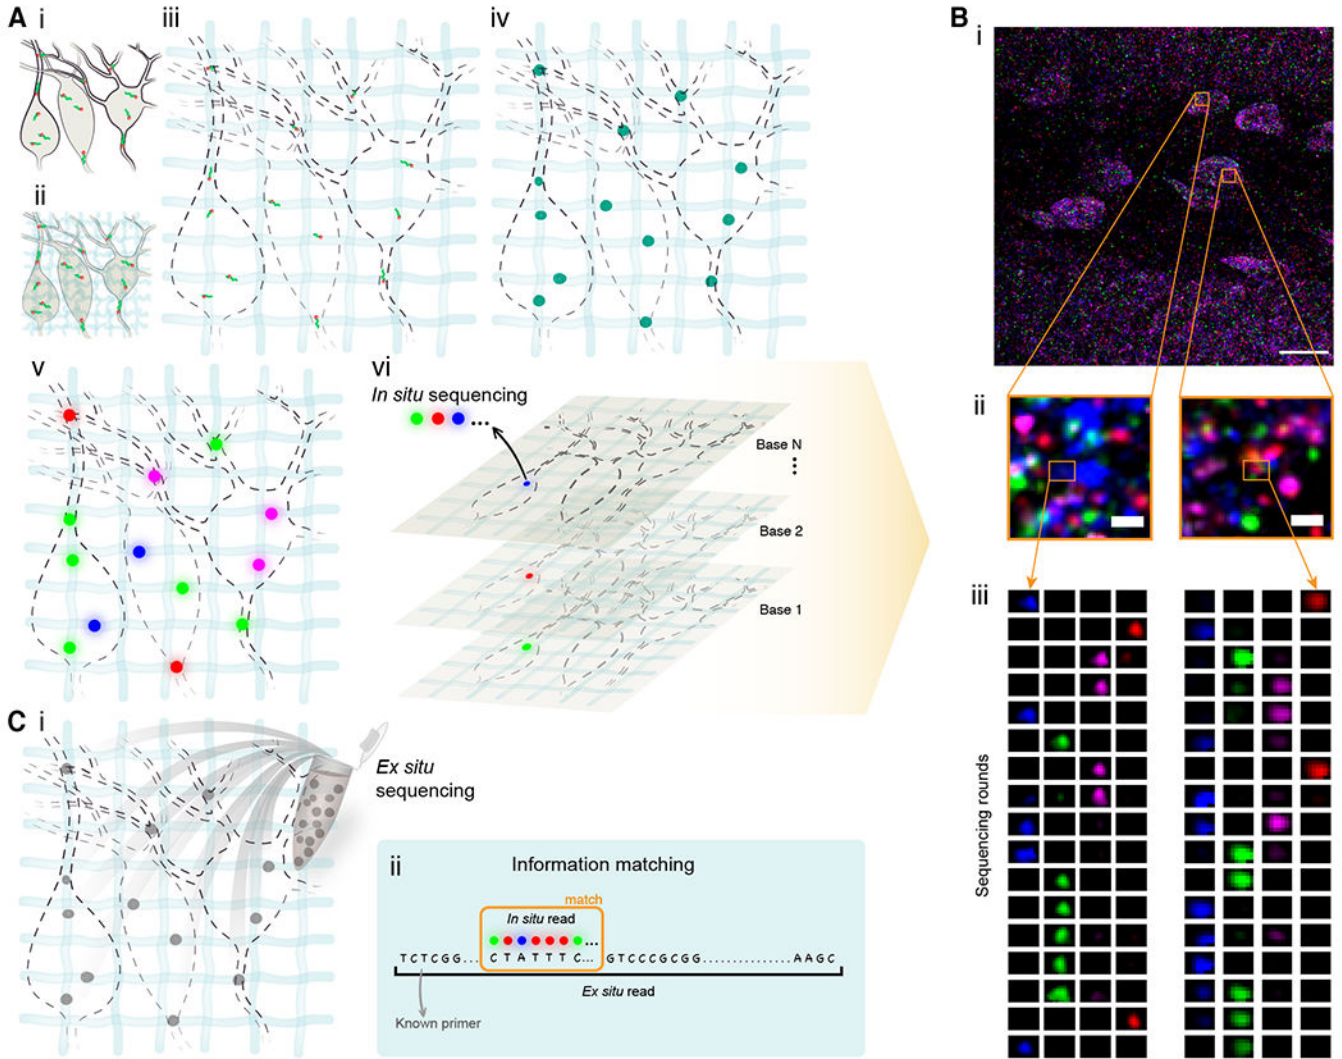 A
i
iii
iv
ii
v
vi
In situ sequencing
...
Base N
Base 2
Base 1
B
i
ii
iii
Sequencing rounds
C
i
Ex situ
sequencing
ii
Information matching
match
In situ read
...
TCTCGG... CTATTTC... GTCCCGCGG..............AAGC
Ex situ read
Known primer